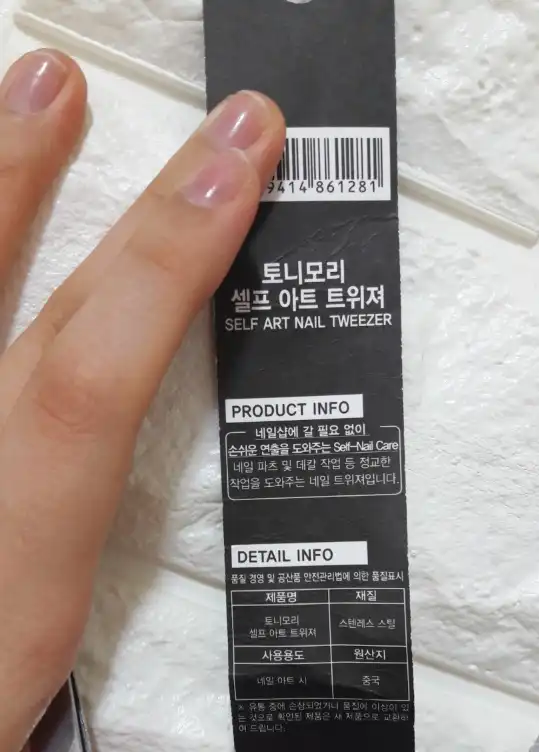 9414 861281
토니모리
셀프 아트 트위져
SELF ART NAIL TWEEZER
PRODUCT INFO
네일샵에 갈 필요 없이
손쉬운 연출을 도와주는 Self-Nail Care
네일 파츠 및 데칼 작업 등 정교한
작업을 도와주는 네일 트위져입니다.
DETAIL INFO
품질 경영 및 공산품 안전관리법에 의한 품질표시
제품명 재질
토니모리 셀프 아트 트위져 스텐레스 스틸
사용용도 원산지
네일 아트 시 중국
※ 유통 중에 손상되었거나 품질에 이상이 있
는 것으로 확인된 제품은 새 제품으로 교환하
여 드립니다.